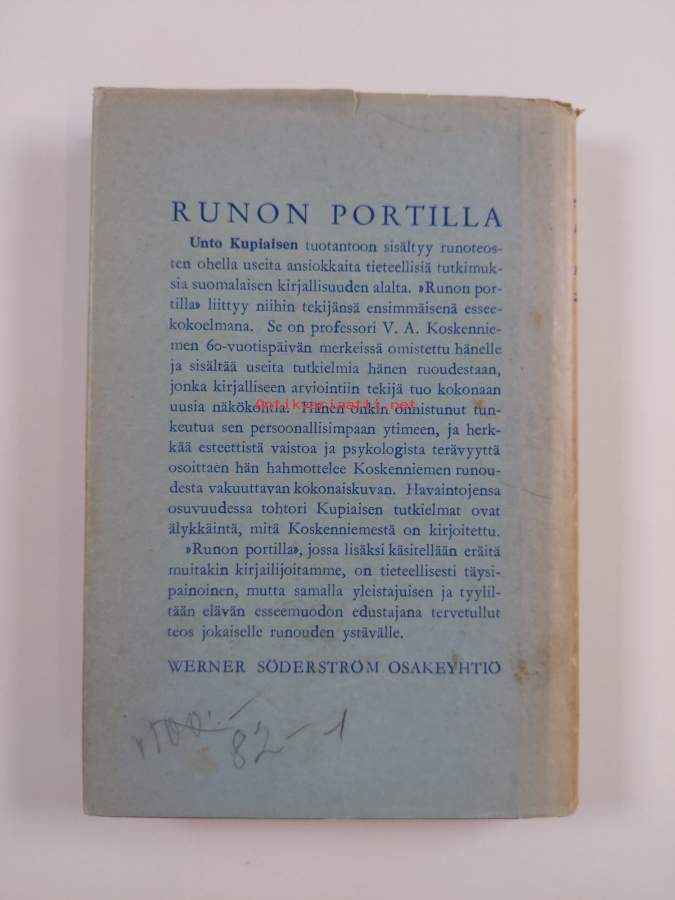 RUNON PORTILLA
Unto Kupiaisen tuotantoon sisältyy runoteos-
ten ohella useita ansiokkaita tieteellisiä tutkimuk-
sia suomalaisen kirjallisuuden alalta. »Runon por-
tilla» liittyy niihin tekijänsä ensimmäisenä essee-
kokoelmana. Se on professori V. A. Koskennie-
men 60-vuotispäivän merkeissä omistettu hänelle
ja sisältää useita tutkielmia hänen ruoudestaan,
jonka kirjalliseen arviointiin tekijä tuo kokonaan
uusia näkökohtia. Hänen onkin onnistunut tun-
Antikvariaatti.net
keutua sen persoonallisimpaan ytimeen, ja herk-
kää esteettistä vaistoa ja psykologista terävyyttä
osoittaen hän hahmottelee Koskenniemen runou-
desta vakuuttavan kokonaiskuvan. Havaintojensa
osuvuudessa tohtori Kupiaisen tutkielmat ovat
älykkäintä, mitä Koskenniemestä on kirjoitettu.
»Runon portilla», jossa lisäksi käsitellään eräitä
muitakin kirjailijoitamme, on tieteellisesti täysi-
painoinen, mutta samalla yleistajuisen ja tyylil-
tään elävän esseemuodon edustajana tervetullut
teos jokaiselle runouden ystävälle.
WERNER SÖDERSTRÖM OSAKEYHTIÖ
82-1